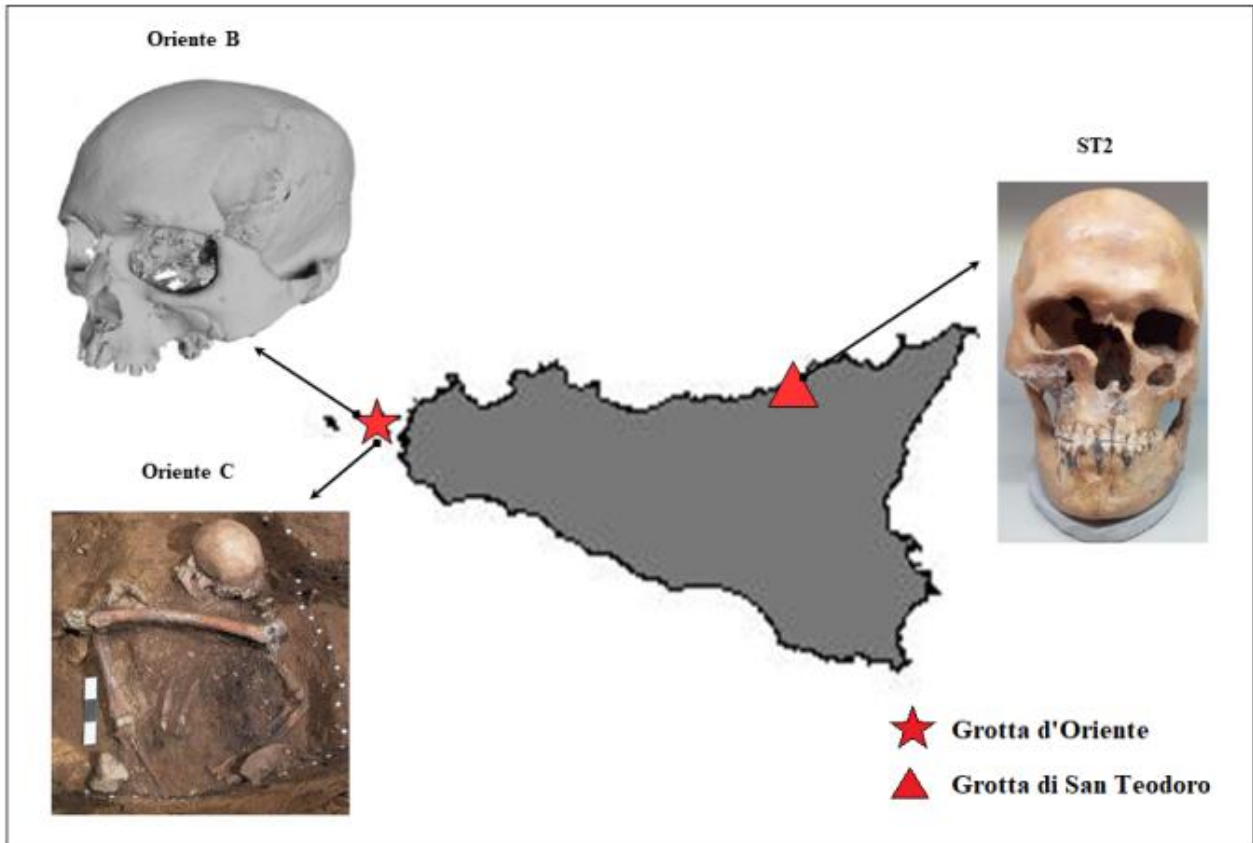 Oriente B
ST2
Oriente C
Grotta d'Oriente
Grotta di San Teodoro